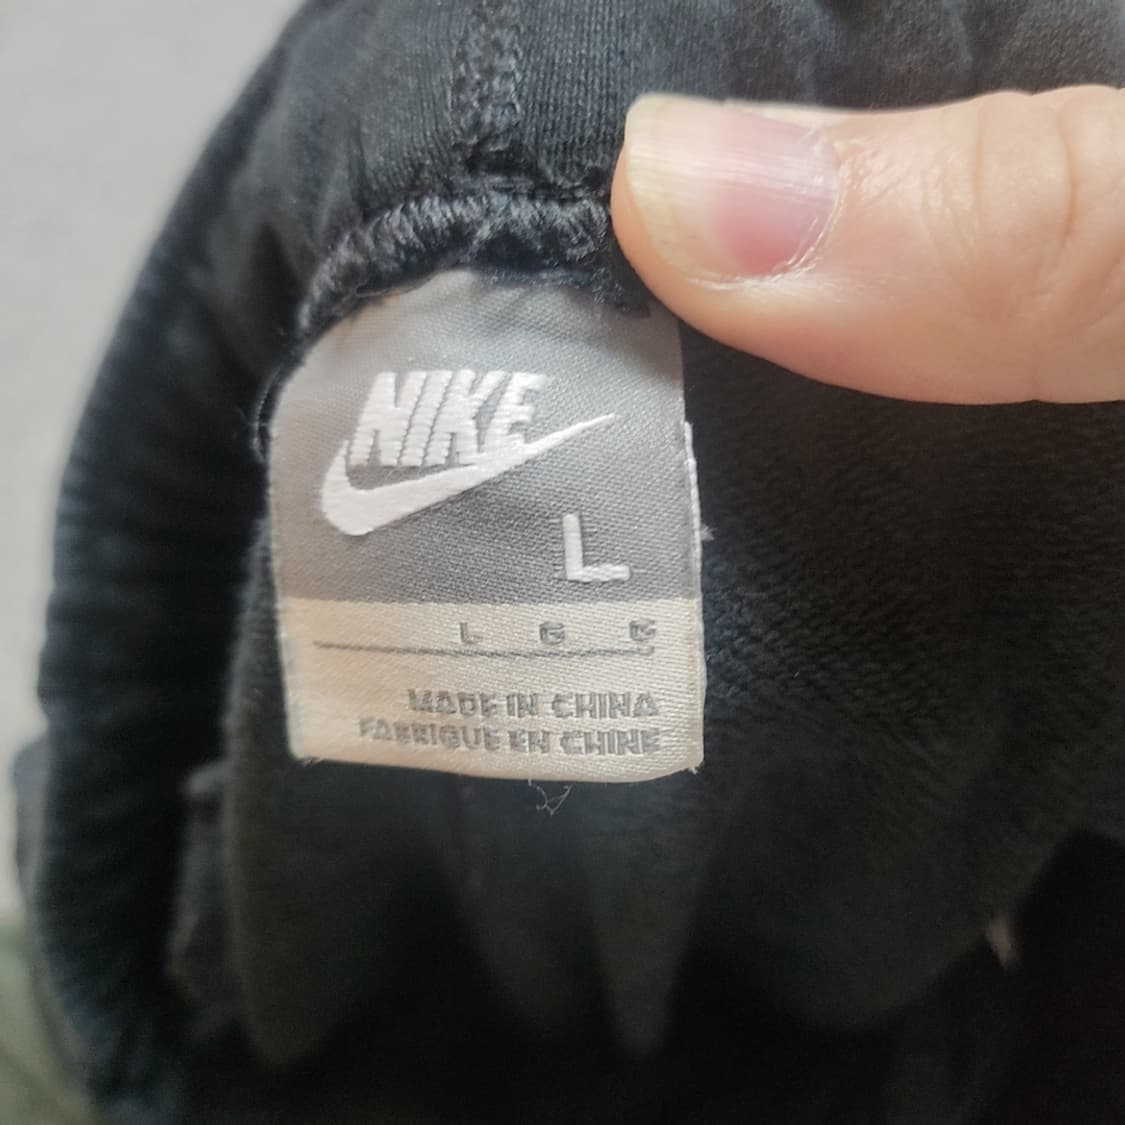 NIKE
L
L G G
MADE IN CHINA
FABRIQUE EN CHINE